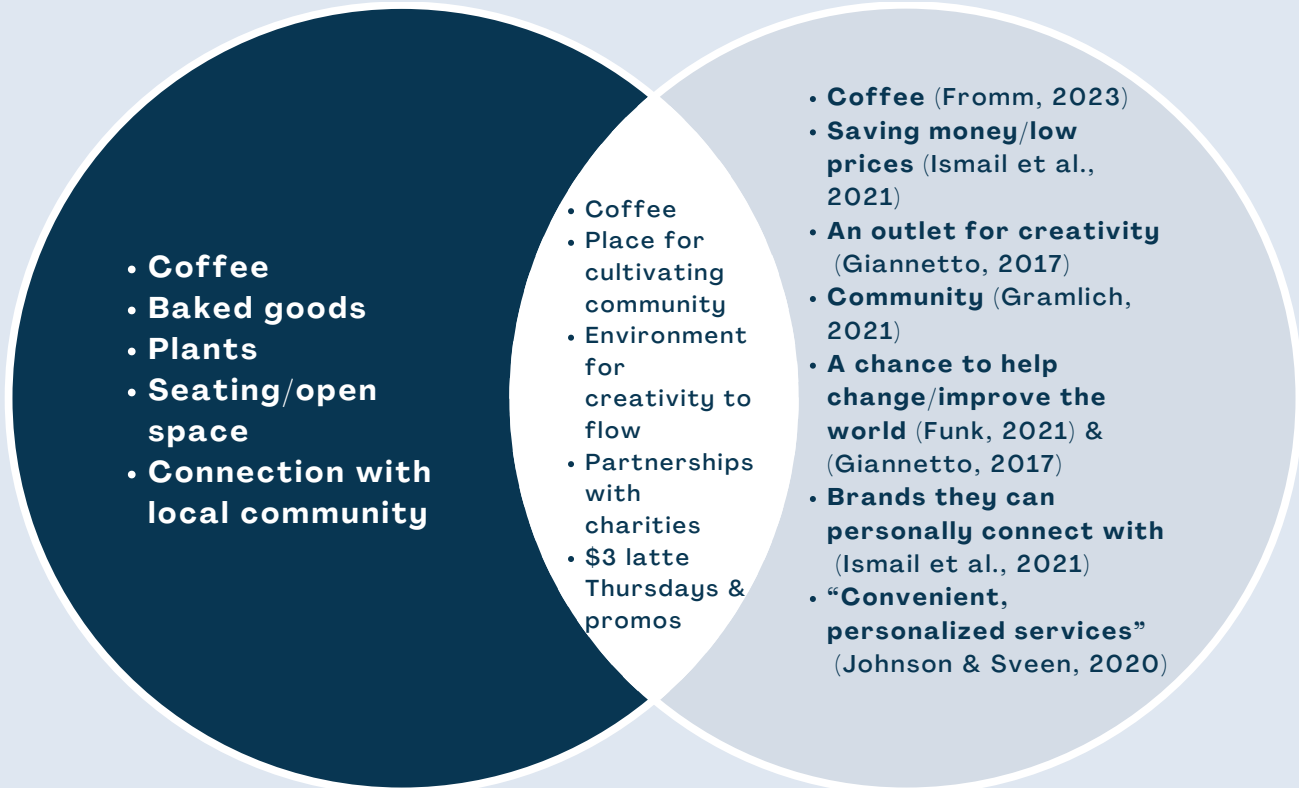 • Coffee
• Baked goods
• Plants
• Seating/open
space
• Connection with
local community
• Coffee
• Place for
cultivating
community
• Environment
for
creativity to
flow
• Partnerships
with
charities
• $3 latte
Thursdays &
promos
• Coffee (Fromm, 2023)
• Saving money/low
prices (Ismail et al.,
2021)
• An outlet for creativity
(Giannetto, 2017)
• Community (Gramlich,
2021)
• A chance to help
change/improve the
world (Funk, 2021) &
(Giannetto, 2017)
• Brands they can
personally connect with
(Ismail et al., 2021)
• “Convenient,
personalized services”
(Johnson & Sveen, 2020)